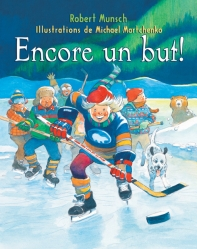 Robert Munsch
Illustrations de Michael Martchenko
Encore un but!